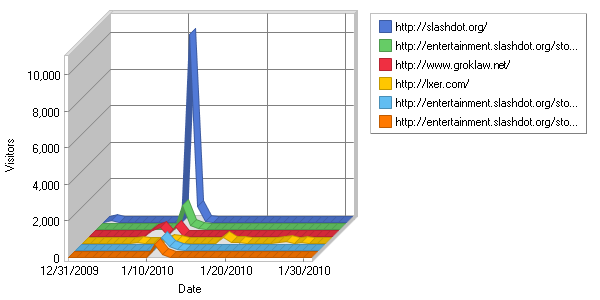 10,000
8,000
6,000
4,000
2,000
0
Visitors
12/31/2009 1/10/2010 1/20/2010 1/30/2010
Date
http://slashdot.org/
http://entertainment.slashdot.org/sto...
http://www.groklaw.net/
http://lxer.com/
http://entertainment.slashdot.org/sto...
http://entertainment.slashdot.org/sto...